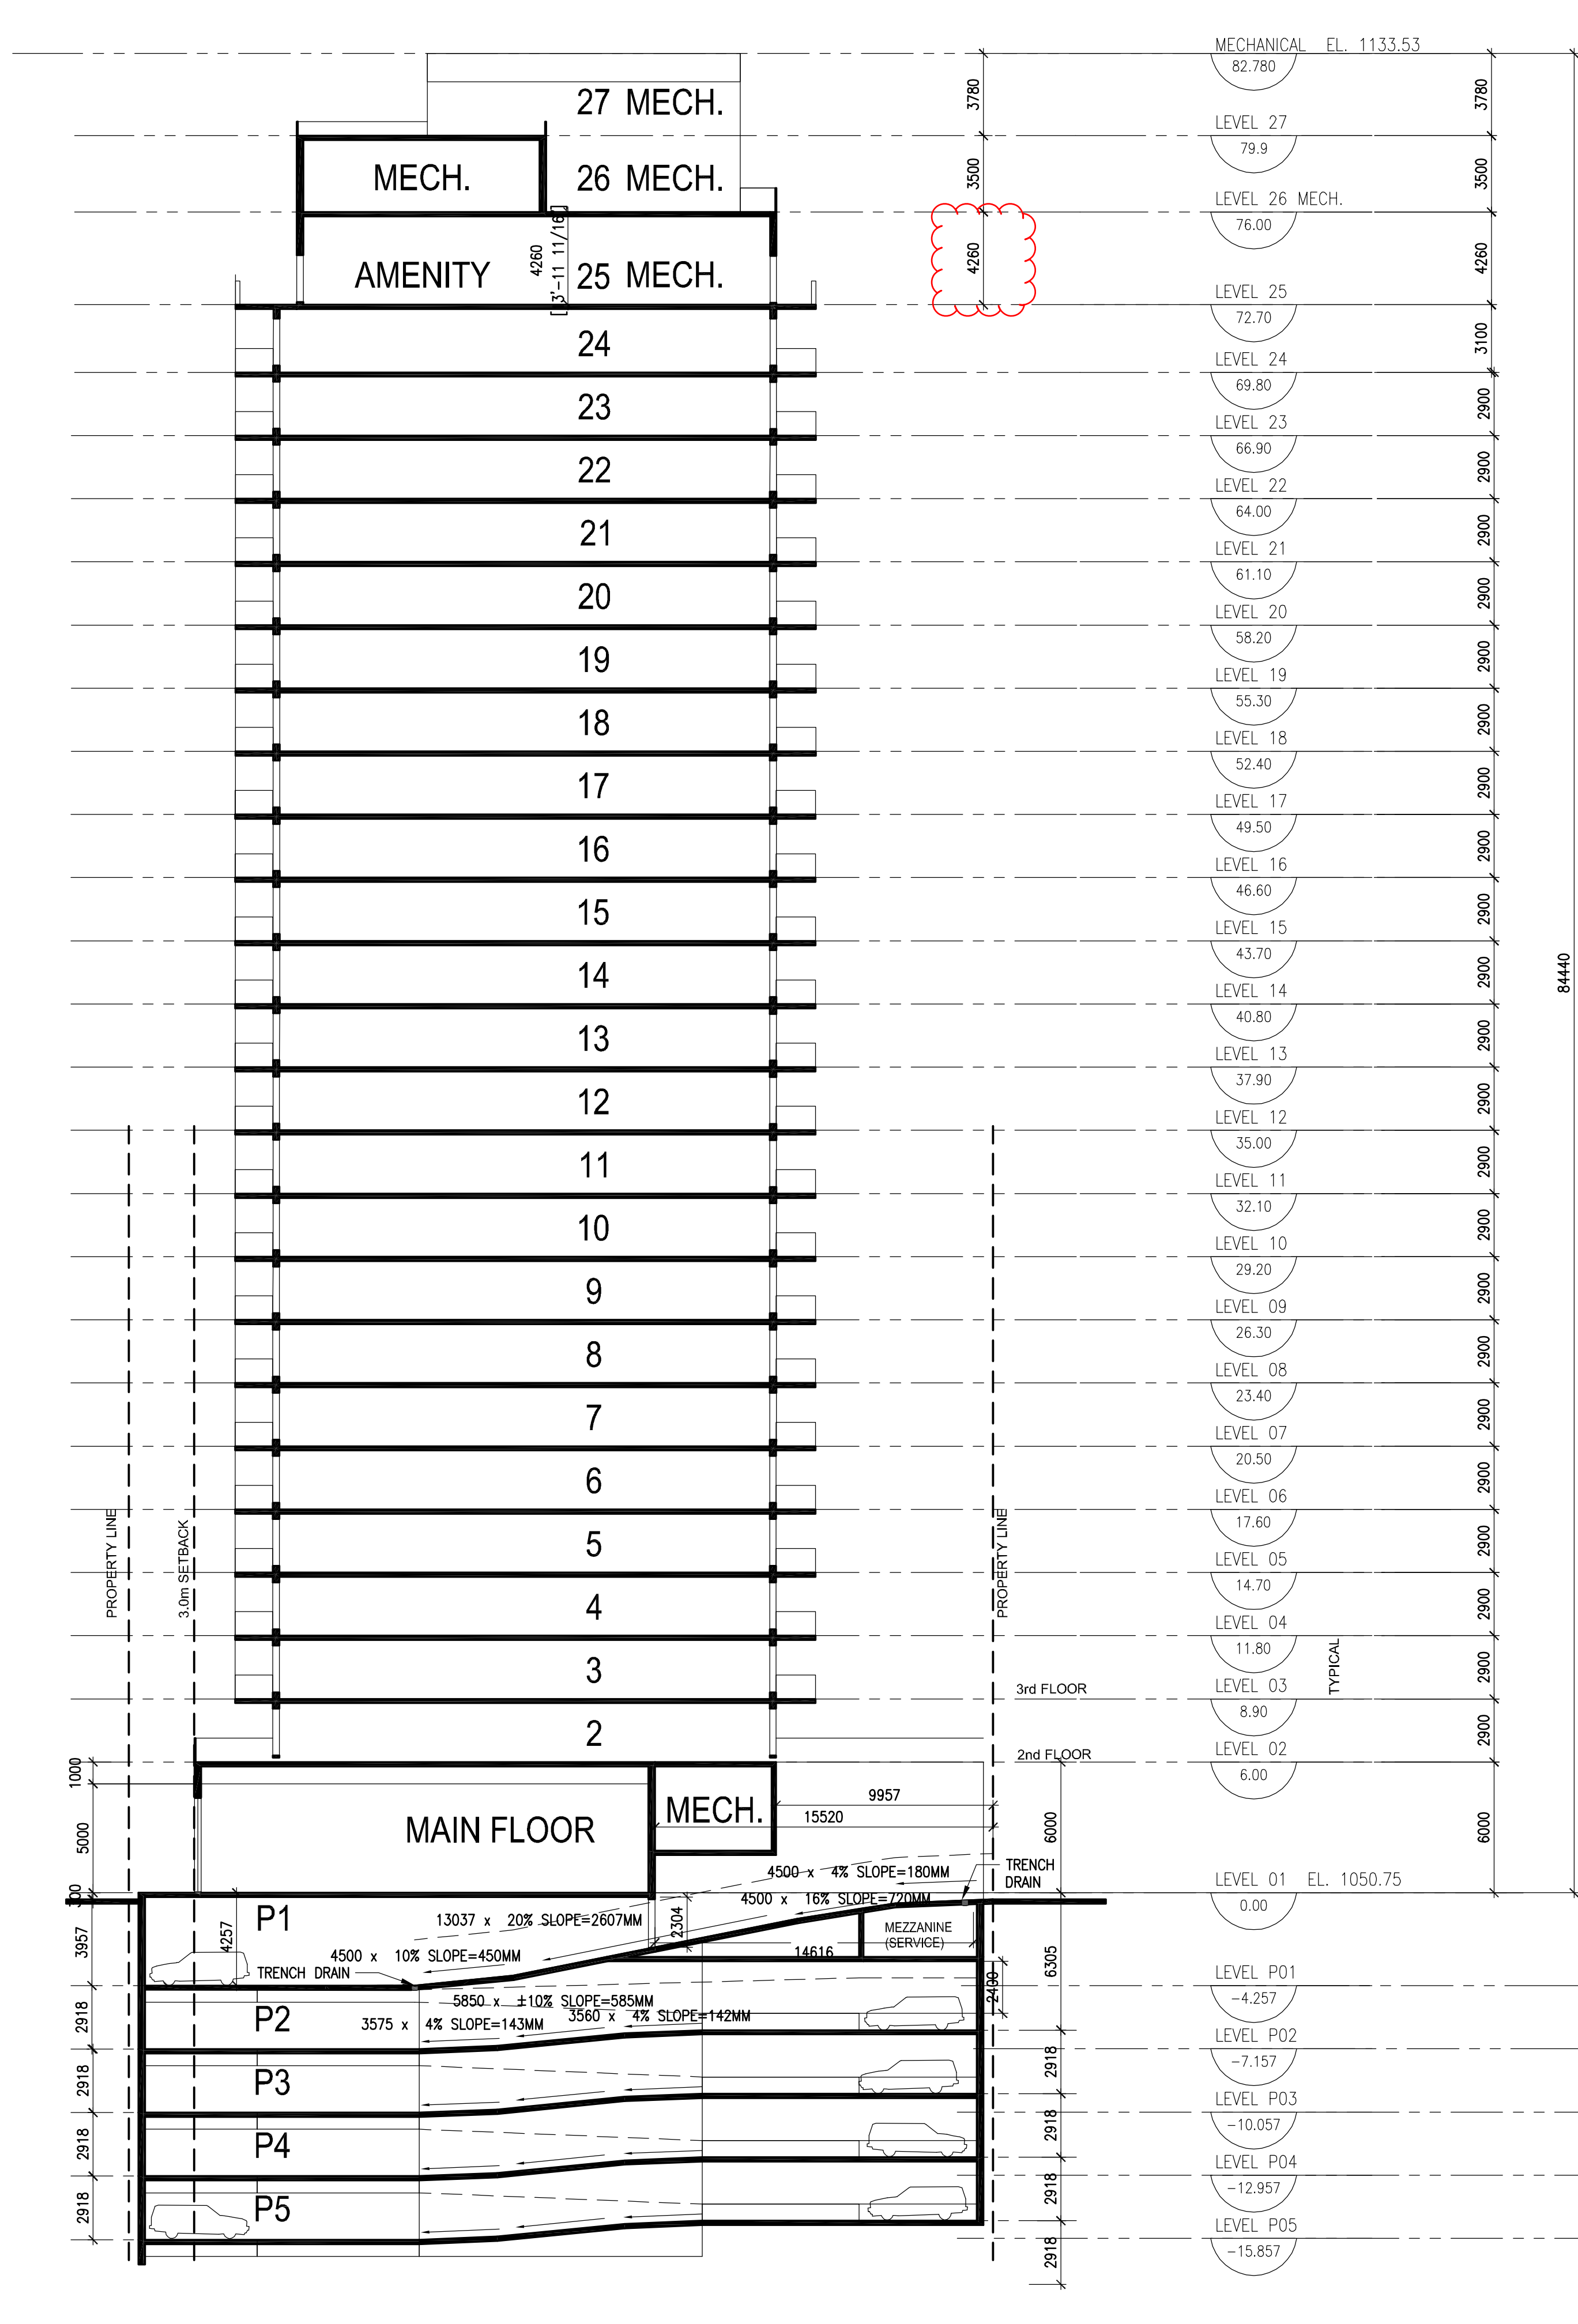 MECHANICAL EL. 1133.53
82.780
3780
3780
27 MECH.
LEVEL 27
79.9
MECH.
26 MECH.
3500
3500
LEVEL 26 MECH.
76.00
AMENITY
4260
25 MECH.
4260
4260
LEVEL 25
72.70
24
3100
LEVEL 24
69.80
23
2900
LEVEL 23
66.90
22
2900
LEVEL 22
64.00
21
2900
LEVEL 21
61.10
20
2900
LEVEL 20
58.20
19
2900
LEVEL 19
55.30
18
2900
LEVEL 18
52.40
17
2900
LEVEL 17
49.50
16
2900
LEVEL 16
46.60
15
2900
LEVEL 15
43.70
14
2900
84440
LEVEL 14
40.80
13
2900
LEVEL 13
37.90
12
2900
LEVEL 12
35.00
11
2900
LEVEL 11
32.10
10
2900
LEVEL 10
29.20
9
2900
LEVEL 09
26.30
8
2900
LEVEL 08
23.40
7
2900
LEVEL 07
20.50
6
2900
LEVEL 06
17.60
PROPERTY LINE
3.0m SETBACK
5
PROPERTY LINE
2900
LEVEL 05
14.70
4
2900
LEVEL 04
11.80
TYPICAL
3
2900
3rd FLOOR
LEVEL 03
8.90
2
2900
2nd FLOOR
LEVEL 02
6.00
1000
5000
MAIN FLOOR
MECH.
9957
15520
6000
6000
4500 x 4% SLOPE=180MM
TRENCH
DRAIN
LEVEL 01 EL. 1050.75
0.00
4500 x 16% SLOPE=720MM
P1
3957
4257
13037 x 20% SLOPE=2607MM
2304
MEZZANINE
(SERVICE)
4500 x 10% SLOPE=450MM
14616
6305
TRENCH DRAIN
LEVEL P01
-4.257
2400
5850 x ±10% SLOPE=585MM
P2
2918
3575 x 4% SLOPE=143MM
3560 x 4% SLOPE=142MM
LEVEL P02
-7.157
P3
2918
2918
LEVEL P03
-10.057
P4
2918
2918
LEVEL P04
-12.957
P5
2918
2918
LEVEL P05
-15.857
2918